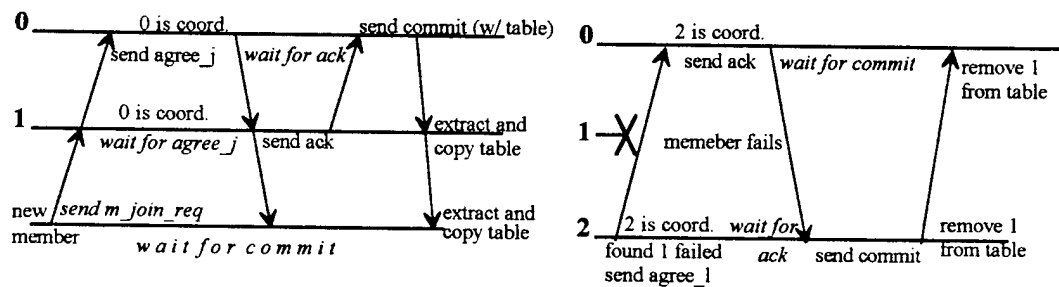 0
0 is coord.
send commit (w/ table)
send agree_j
wait for ack
1
0 is coord.
wait for agree_j
send ack
extract and
copy table
new
member
send m_join_req
wait for commit
extract and
copy table
0
2 is coord.
send ack
wait for commit
remove 1
from table
1
memeber fails
2
2 is coord.
wait for
ack
found 1 failed
send agree_l
send commit
remove 1
from table